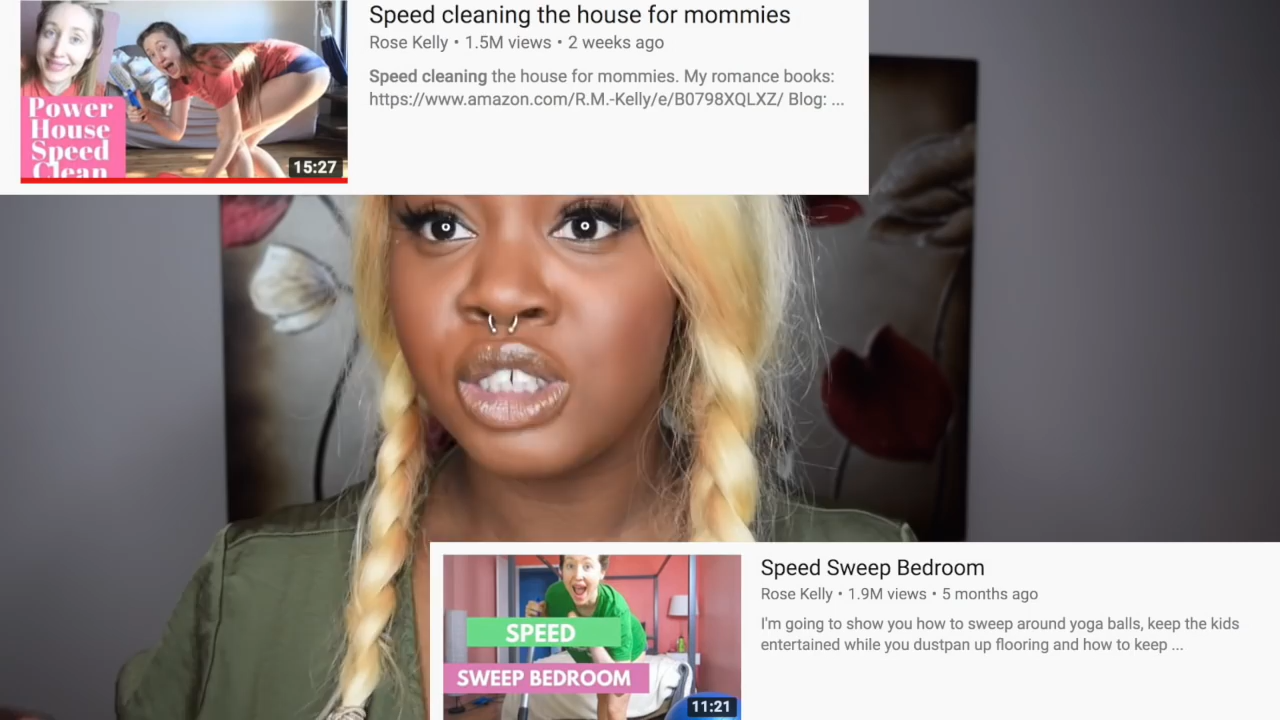 Speed cleaning the house for mommies
Rose Kelly • 1.5M views • 2 weeks ago
Speed cleaning the house for mommies. My romance books:
https://www.amazon.com/R.M.-Kelly/e/B0798XQLXZ/ Blog: ...
Power
House
Speed
Clean
15:27
Speed Sweep Bedroom
Rose Kelly • 1.9M views • 5 months ago
I'm going to show you how to sweep around yoga balls, keep the kids
entertained while you dustpan up flooring and how to keep ...
SPEED
SWEEP BEDROOM
11:21